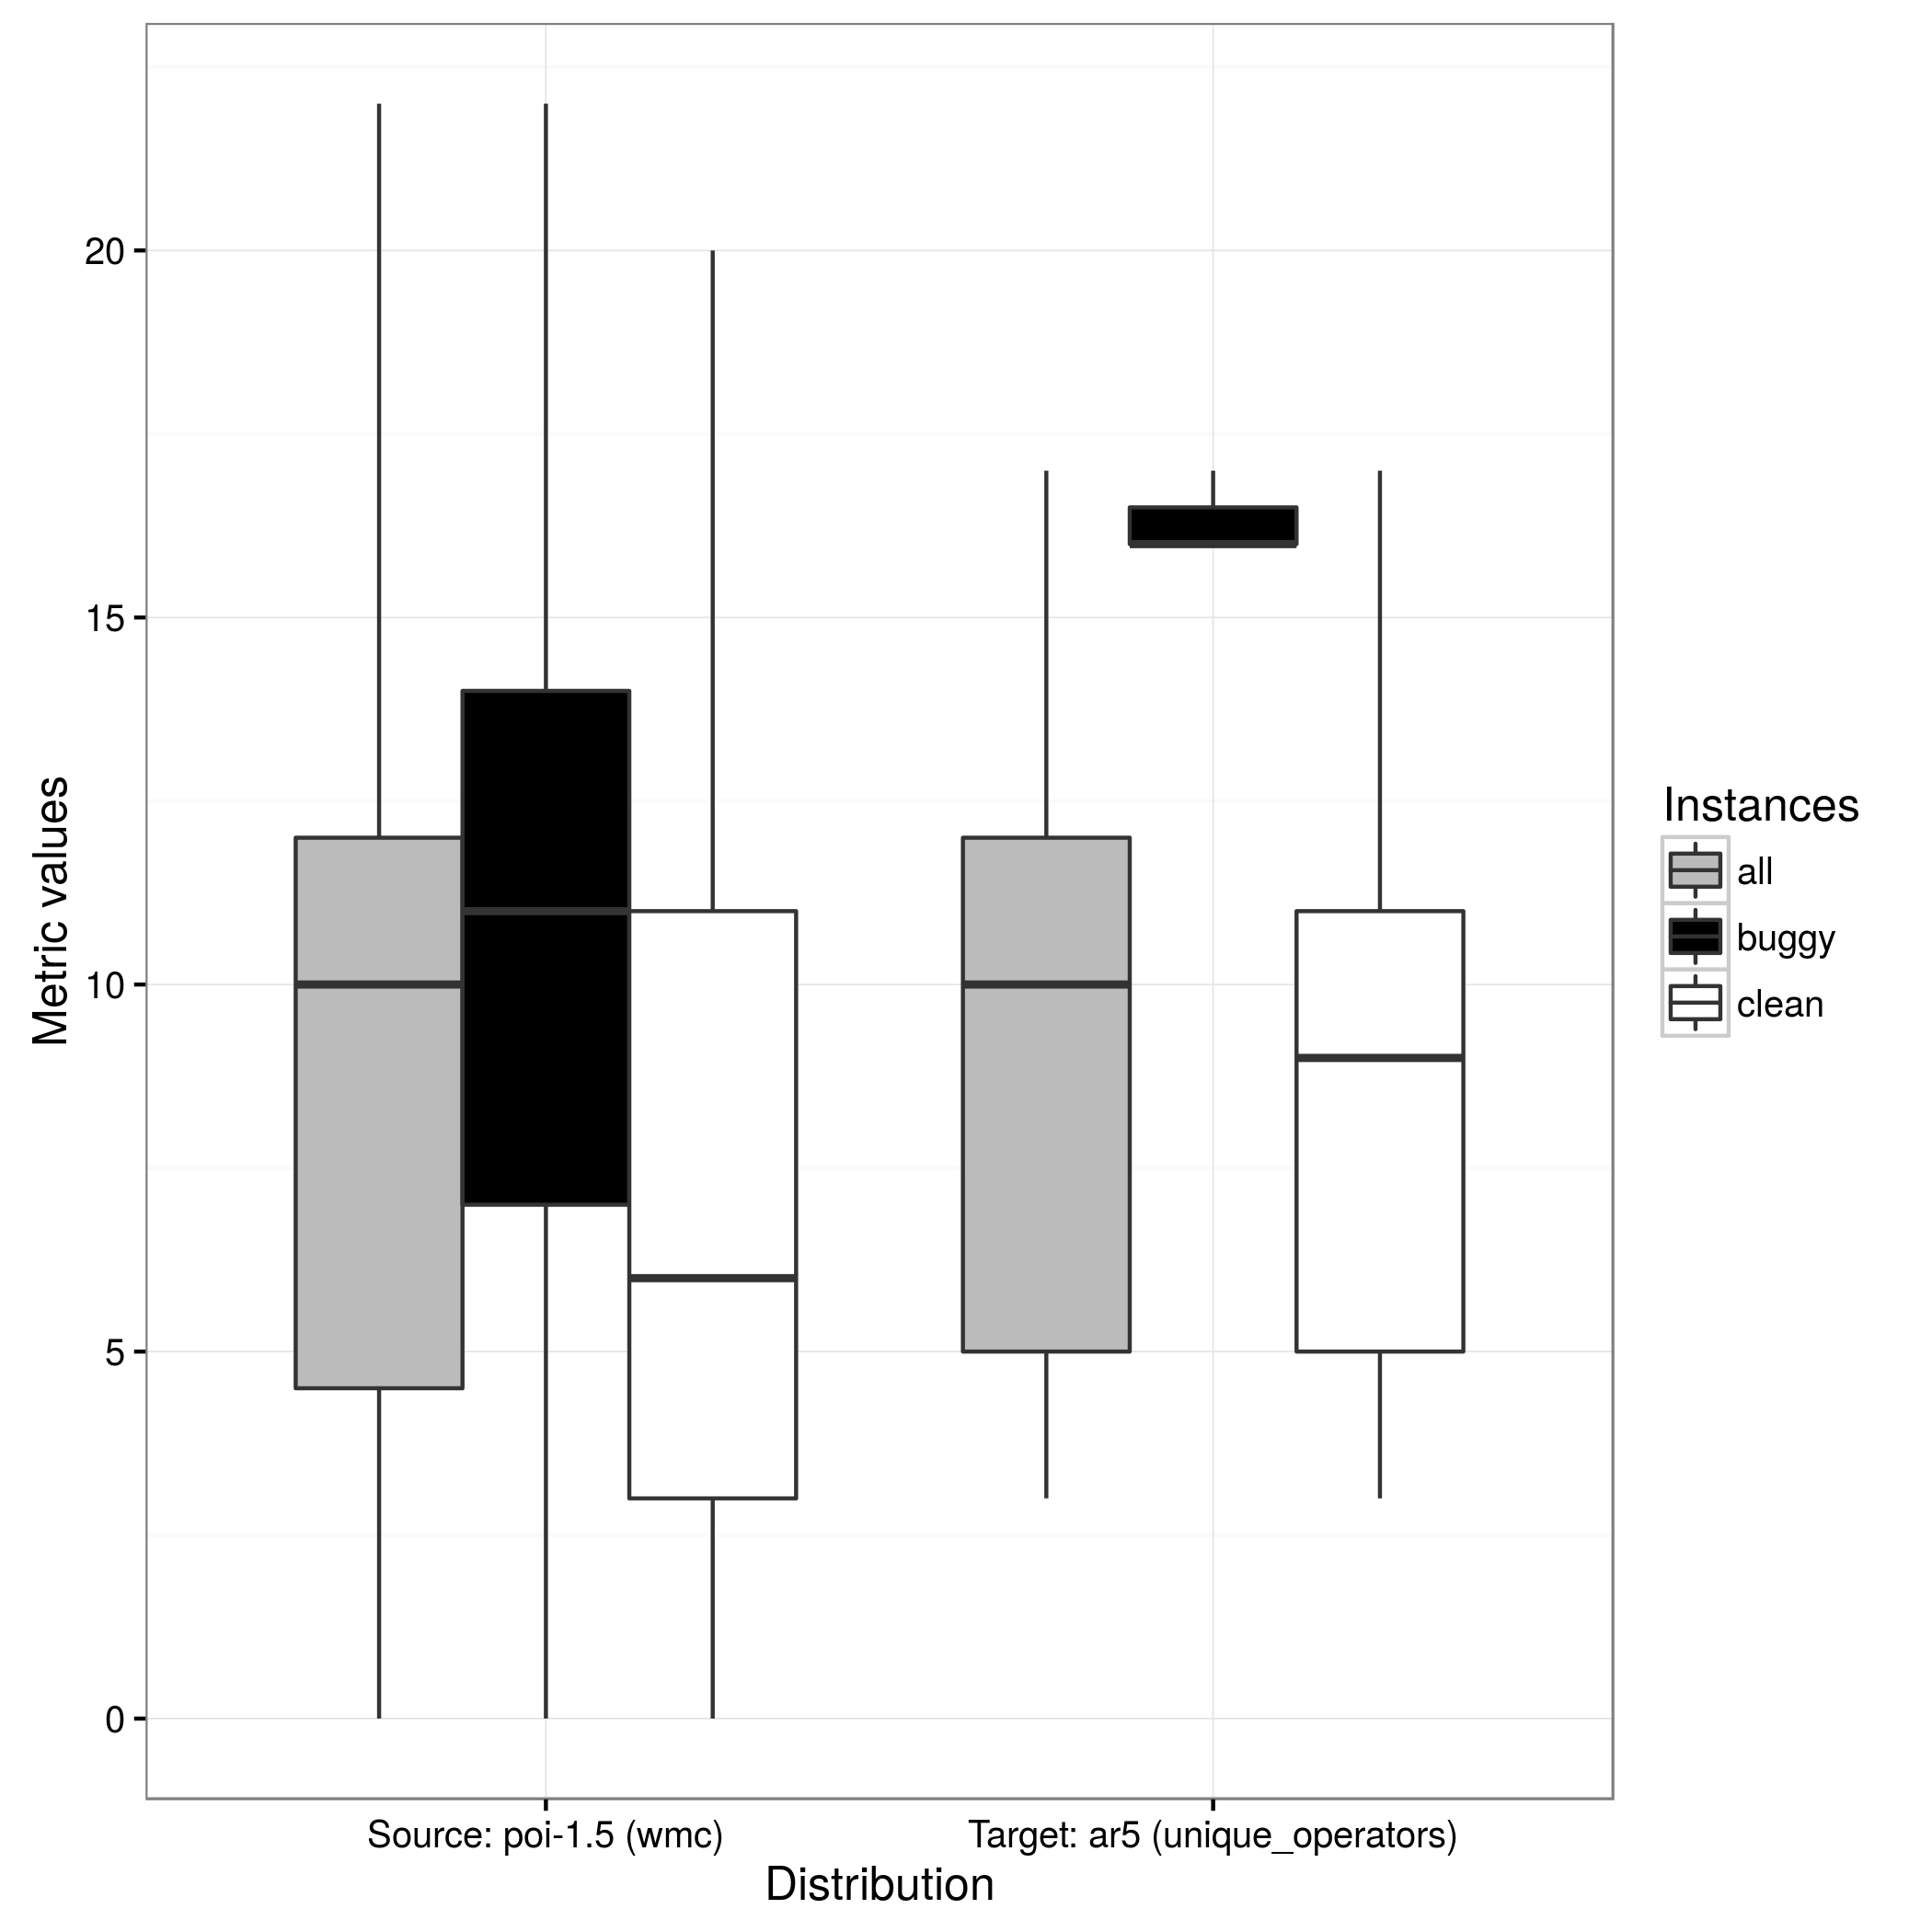 Metric values
20
15
10
5
0
Source: poi-1.5 (wmc)
Target: ar5 (unique_operators)
Distribution
Instances
all
buggy
clean